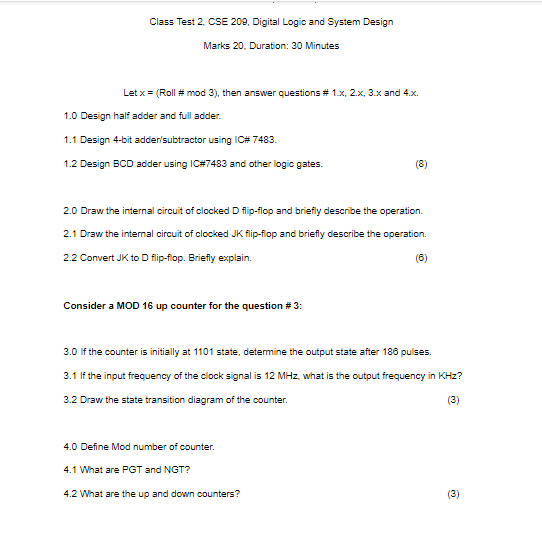 Class Test 2, CSE 209, Digital Logic and System Design
Marks 20, Duration: 30 Minutes
Let x = (Roll # mod 3), then answer questions # 1.x, 2.x, 3.x and 4.x.
1.0 Design half adder and full adder.
1.1 Design 4-bit adder/subtractor using IC# 7483.
1.2 Design BCD adder using IC#7483 and other logic gates. (8)
2.0 Draw the internal circuit of clocked D flip-flop and briefly describe the operation.
2.1 Draw the internal circuit of clocked JK flip-flop and briefly describe the operation.
2.2 Convert JK to D flip-flop. Briefly explain. (6)
Consider a MOD 16 up counter for the question # 3:
3.0 If the counter is initially at 1101 state, determine the output state after 186 pulses.
3.1 If the input frequency of the clock signal is 12 MHz, what is the output frequency in KHz?
3.2 Draw the state transition diagram of the counter. (3)
4.0 Define Mod number of counter.
4.1 What are PGT and NGT?
4.2 What are the up and down counters? (3)